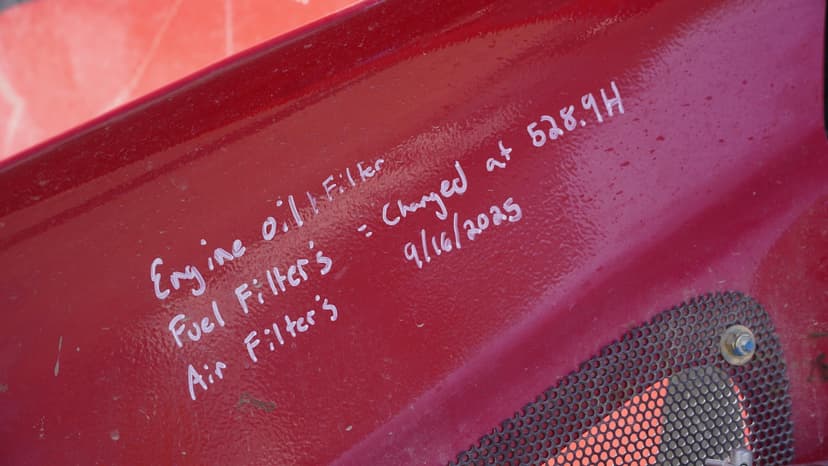 Engine oil / Filter
Fuel Filter's = Changed at 528.9H
Air Filter's 9/16/2025